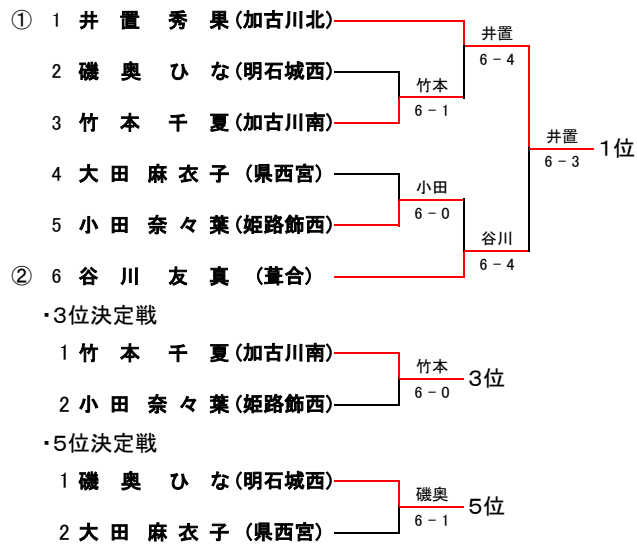 ① 1 井 置 秀 果 (加古川北)
井置
6 － 4
2 磯 奥 ひ な (明石城西)
竹本
6 － 1
3 竹 本 千 夏 (加古川南)
井置
6 － 3
1位
4 大 田 麻 衣 子 (県西宮)
小田
6 － 0
5 小 田 奈 々 葉 (姫路飾西)
谷川
6 － 4
② 6 谷 川 友 真 (葺合)
・3位決定戦
1 竹 本 千 夏 (加古川南)
竹本
6 － 0
3位
2 小 田 奈 々 葉 (姫路飾西)
・5位決定戦
1 磯 奥 ひ な (明石城西)
磯奥
6 － 1
5位
2 大 田 麻 衣 子 (県西宮)